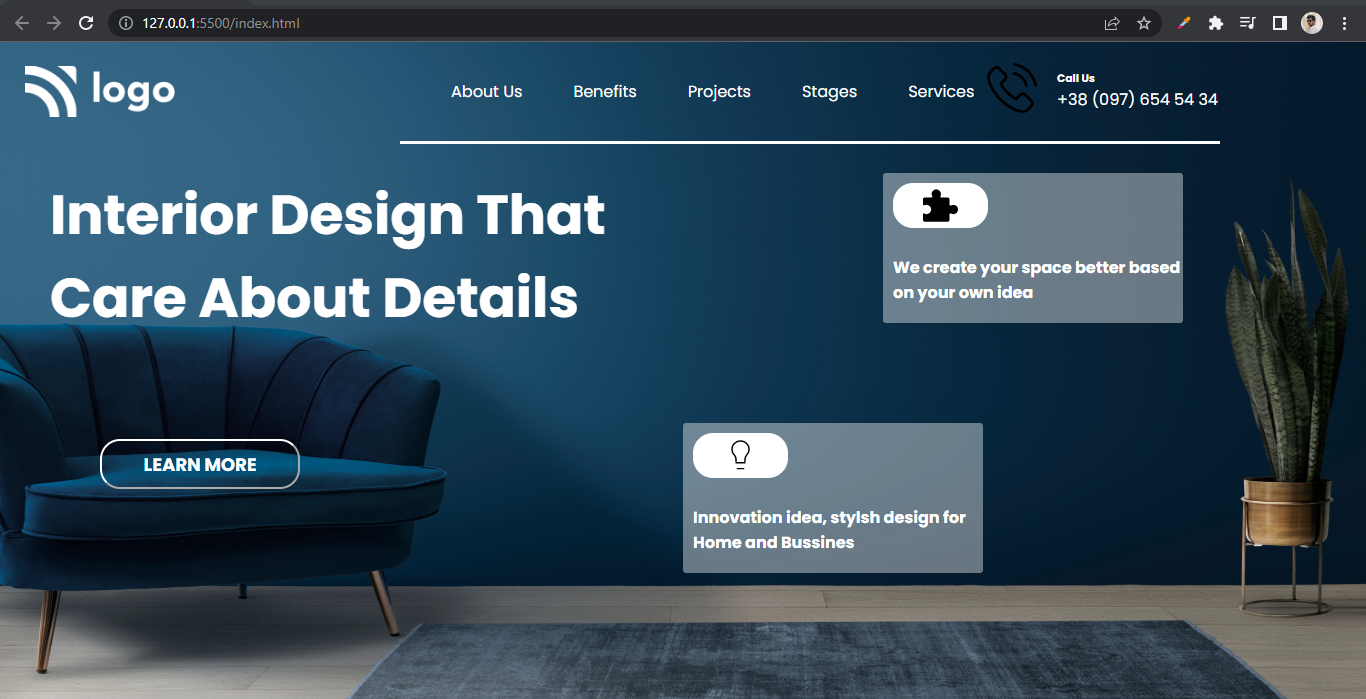 127.0.0.1:5500/index.html
logo
About Us Benefits Projects Stages Services
Call Us
+38 (097) 654 54 34
Interior Design That
Care About Details
We create your space better based
on your own idea
LEARN MORE
Innovation idea, stylsh design for
Home and Bussines